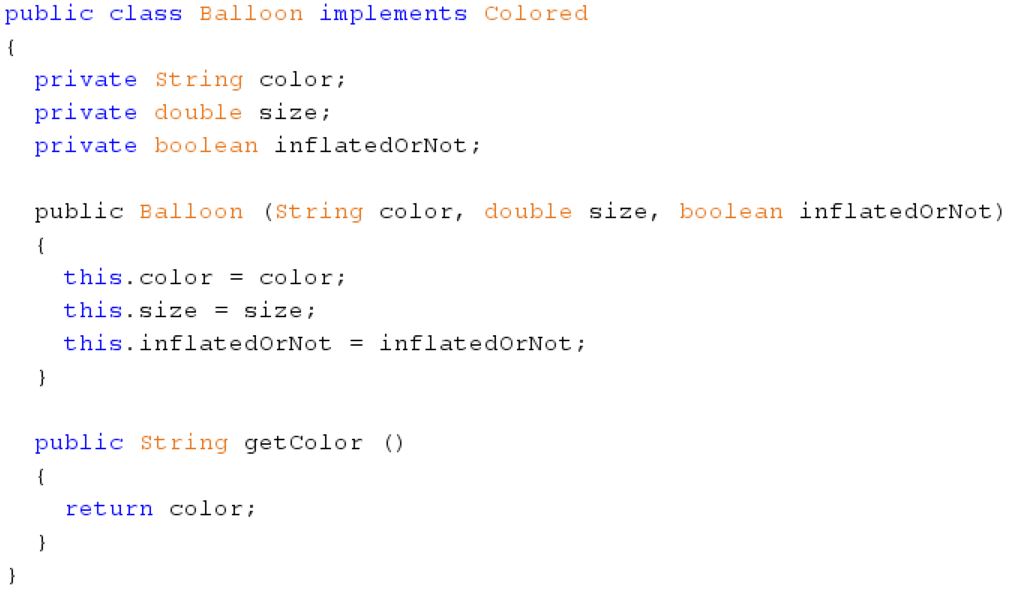 public class Balloon implements Colored
{
  private String color;
  private double size;
  private boolean inflatedOrNot;

  public Balloon (String color, double size, boolean inflatedOrNot)
  {
    this.color = color;
    this.size = size;
    this.inflatedOrNot = inflatedOrNot;
  }

  public String getColor ()
  {
    return color;
  }
}